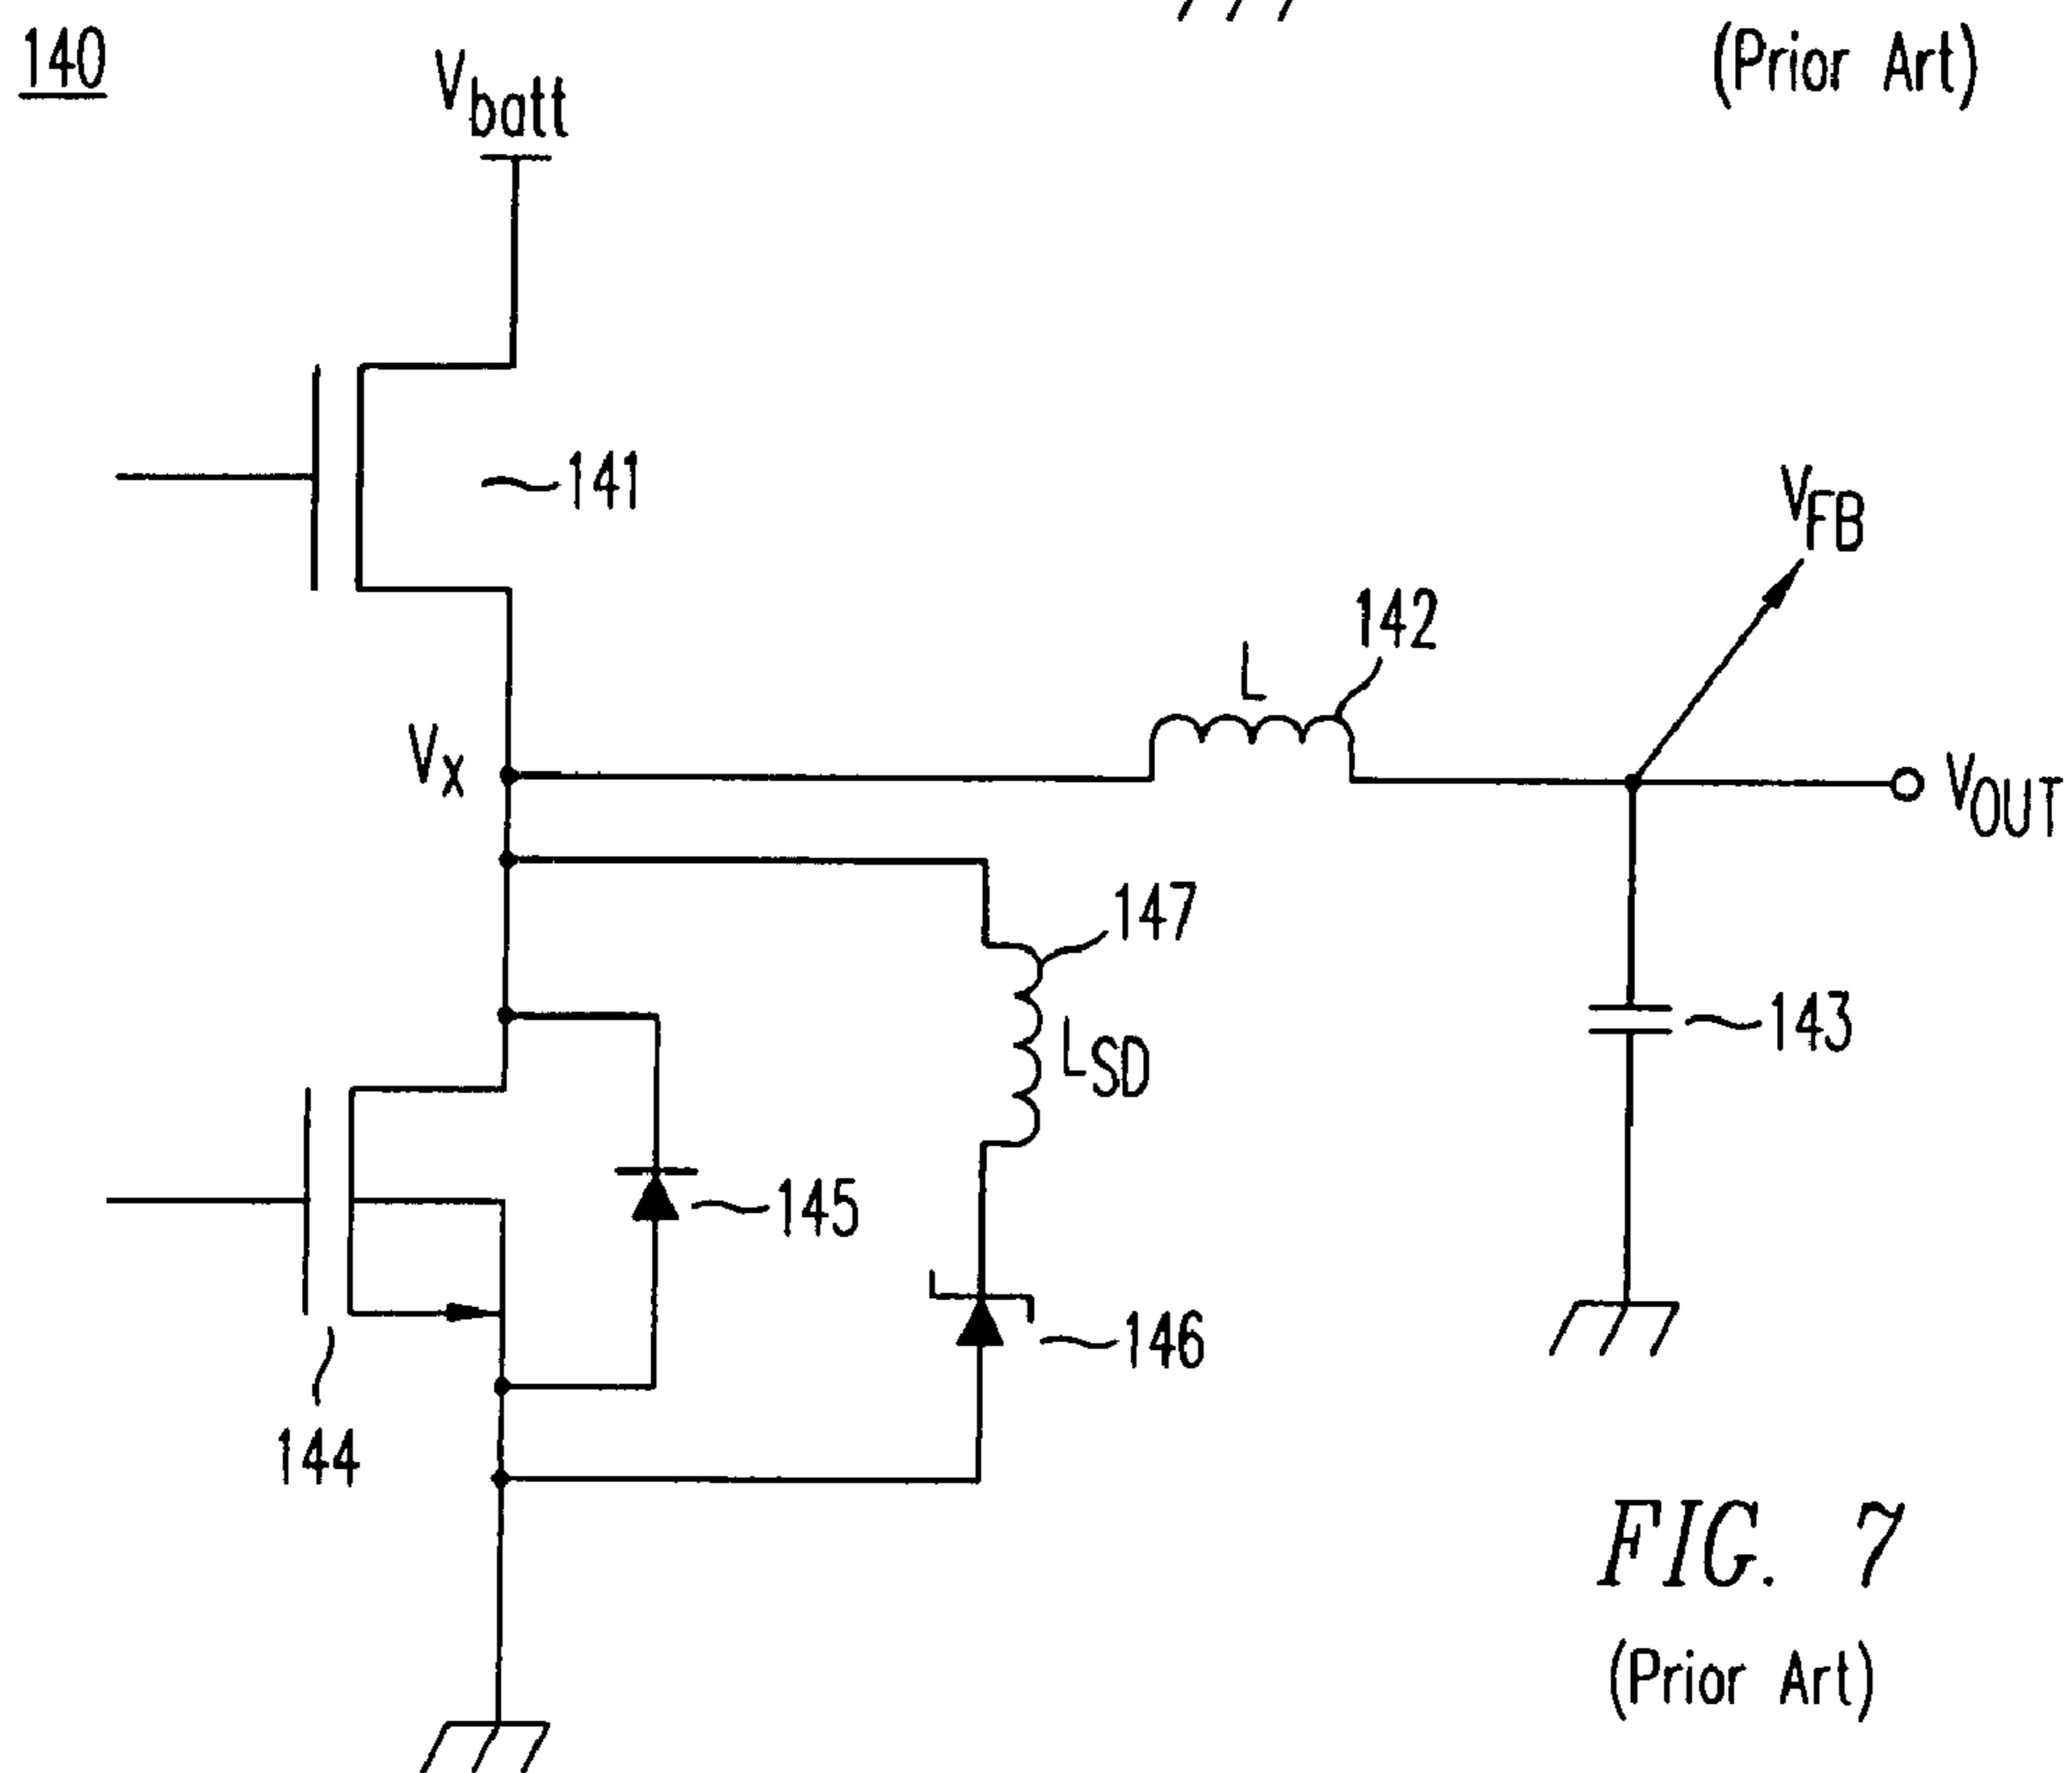 140
(Prior Art)
Vbatt
141
VFB
142
L
VX
VOUT
147
LSD
143
145
146
144
FIG. 7
(Prior Art)